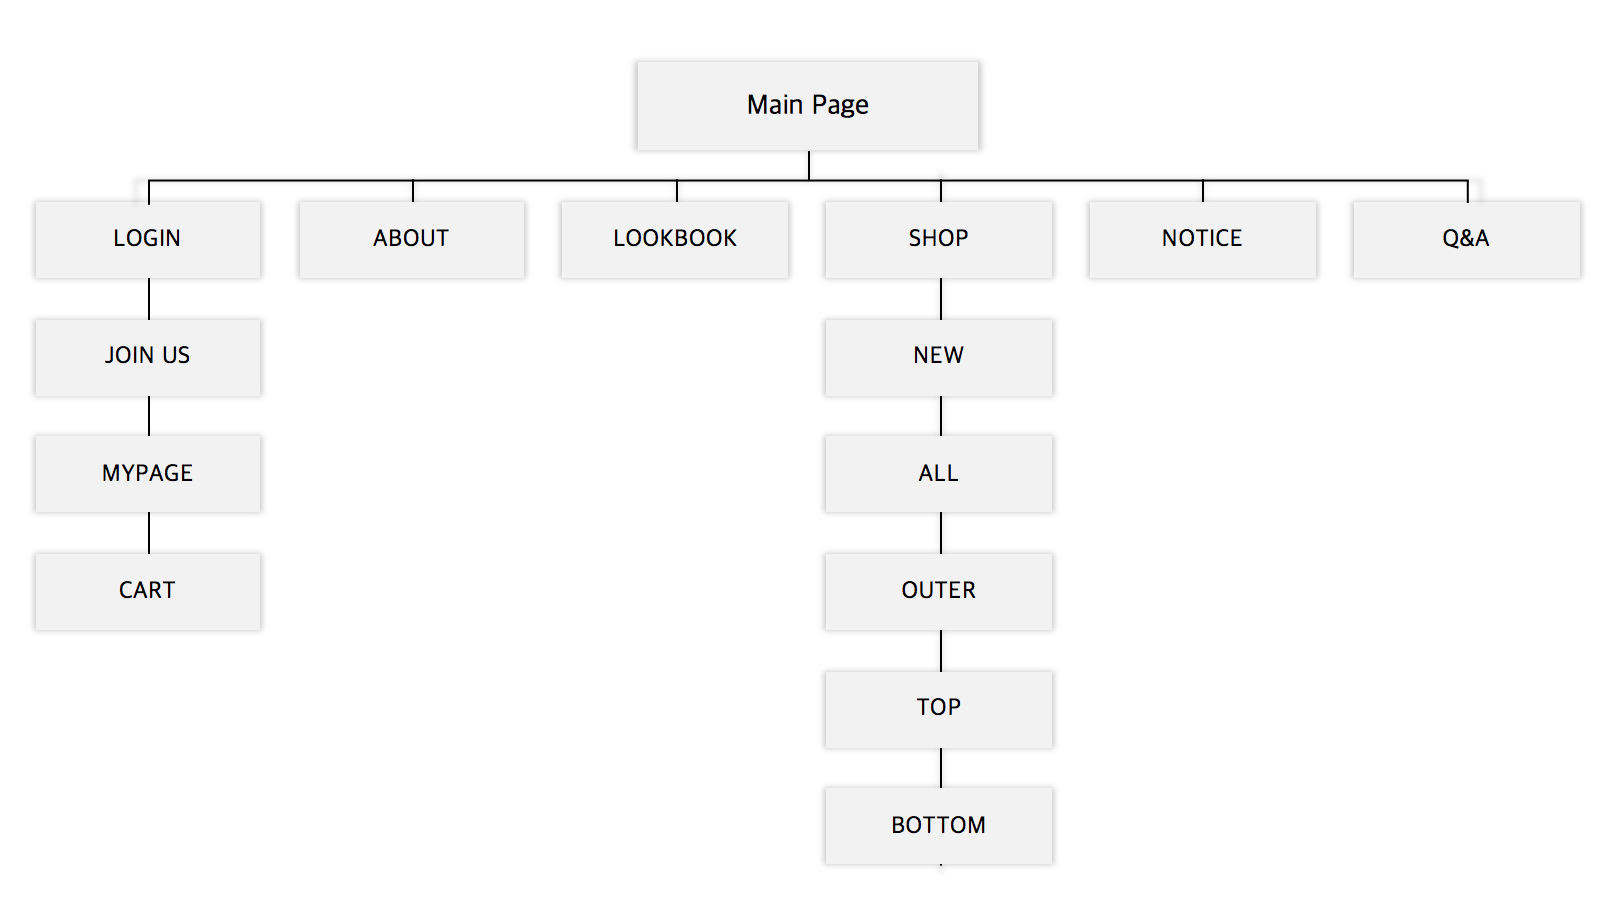 Main Page
LOGIN
ABOUT
LOOKBOOK
SHOP
NOTICE
Q&A
JOIN US
NEW
MYPAGE
ALL
CART
OUTER
TOP
BOTTOM